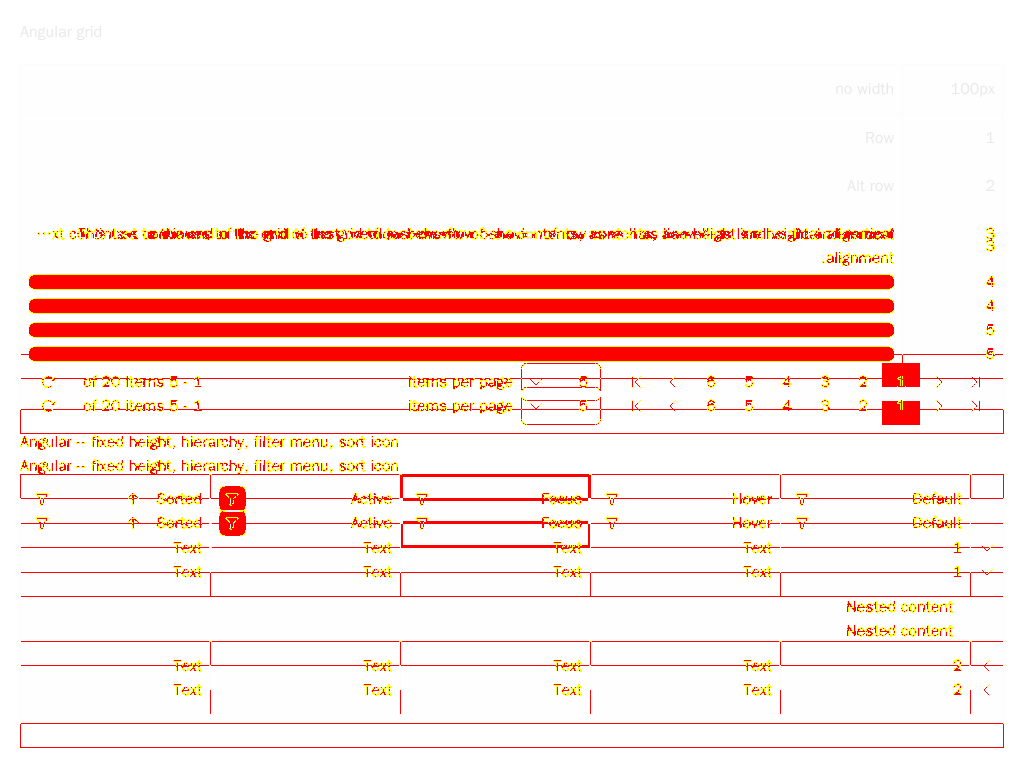 Angular grid
no width 100px
Row 1
Alt row 2
3
3
alignment.
4
4
5
5
of 20 items 5 - 1 items per page 5 6 5 4 3 2 1
of 20 items 5 - 1 items per page 5 6 5 4 3 2 1
Angular -- fixed height, hierarchy, filter menu, sort icon
Angular -- fixed height, hierarchy, filter menu, sort icon
Sorted Active Focus Hover Default
Sorted Active Focus Hover Default
Text Text Text Text 1
Text Text Text Text 1
Nested content
Nested content
Text Text Text Text 2
Text Text Text Text 2